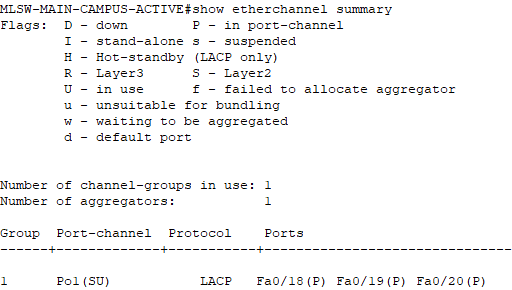 MLSW-MAIN-CAMPUS-ACTIVE#show etherchannel summary
Flags:  D - down        P - in port-channel
        I - stand-alone s - suspended
        H - Hot-standby (LACP only)
        R - Layer3      S - Layer2
        U - in use      f - failed to allocate aggregator
        u - unsuitable for bundling
        w - waiting to be aggregated
        d - default port
Number of channel-groups in use: 1
Number of aggregators:           1
Group  Port-channel  Protocol    Ports
------+-------------+-----------+----------------------------------
1      Po1(SU)           LACP   Fa0/18(P) Fa0/19(P) Fa0/20(P)